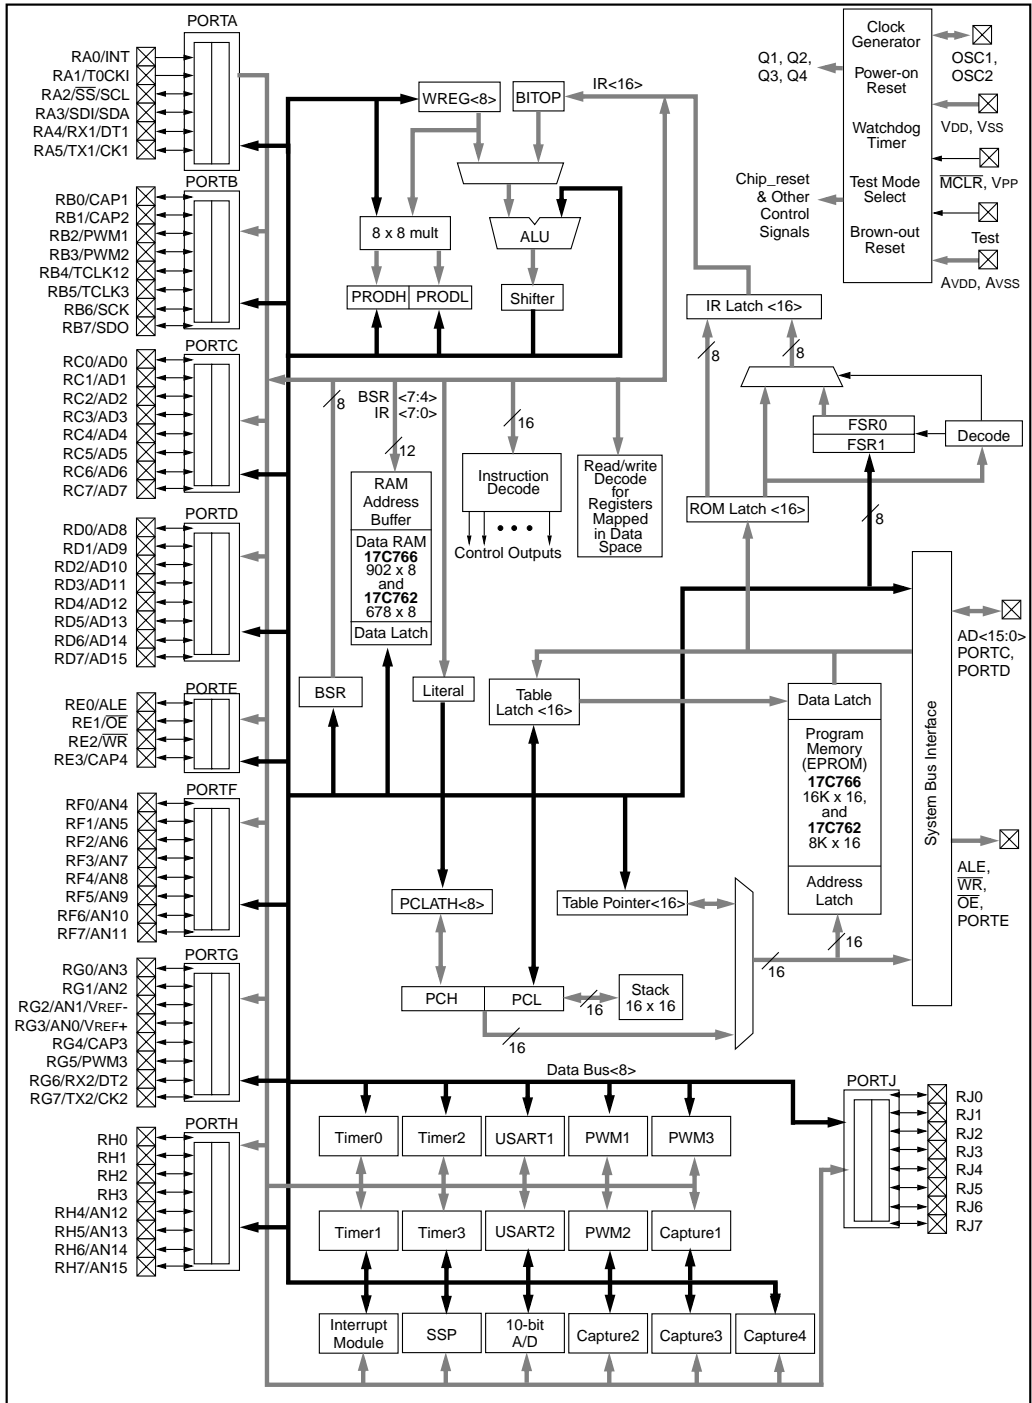 PORTA
RA0/INT
RA1/T0CKI
RA2/SS/SCL
RA3/SDI/SDA
RA4/RX1/DT1
RA5/TX1/CK1
PORTB
RB0/CAP1
RB1/CAP2
RB2/PWM1
RB3/PWM2
RB4/TCLK12
RB5/TCLK3
RB6/SCK
RB7/SDO
PORTC
RC0/AD0
RC1/AD1
RC2/AD2
RC3/AD3
RC4/AD4
RC5/AD5
RC6/AD6
RC7/AD7
PORTD
RD0/AD8
RD1/AD9
RD2/AD10
RD3/AD11
RD4/AD12
RD5/AD13
RD6/AD14
RD7/AD15
PORTE
RE0/ALE
RE1/OE
RE2/WR
RE3/CAP4
PORTF
RF0/AN4
RF1/AN5
RF2/AN6
RF3/AN7
RF4/AN8
RF5/AN9
RF6/AN10
RF7/AN11
PORTG
RG0/AN3
RG1/AN2
RG2/AN1/VREF-
RG3/AN0/VREF+
RG4/CAP3
RG5/PWM3
RG6/RX2/DT2
RG7/TX2/CK2
PORTH
RH0
RH1
RH2
RH3
RH4/AN12
RH5/AN13
RH6/AN14
RH7/AN15
WREG<8>
BITOP
IR<16>
8 x 8 mult
ALU
PRODH
PRODL
Shifter
Q1, Q2,
Q3, Q4
Chip_reset
& Other
Control
Signals
Clock
Generator
Power-on
Reset
Watchdog
Timer
Test Mode
Select
Brown-out
Reset
OSC1,
OSC2
VDD, VSS
MCLR, VPP
Test
AVDD, AVSS
IR Latch <16>
8
8
FSR0
FSR1
Decode
ROM Latch <16>
8
8
BSR <7:4>
IR <7:0>
12
16
RAM
Address
Buffer
Data RAM
17C766
902 x 8
and
17C762
678 x 8
Data Latch
Instruction
Decode
Control Outputs
Read/write
Decode
for
Registers
Mapped
in Data
Space
BSR
Literal
Table
Latch <16>
Data Latch
Program
Memory
(EPROM)
17C766
16K x 16,
and
17C762
8K x 16
Address
Latch
System Bus Interface
AD<15:0>
PORTC,
PORTD
ALE,
WR,
OE,
PORTE
PCLATH<8>
Table Pointer<16>
16
16
PCH
PCL
16
Stack
16 x 16
16
Data Bus<8>
Timer0
Timer2
USART1
PWM1
PWM3
Timer1
Timer3
USART2
PWM2
Capture1
Interrupt
Module
SSP
10-bit
A/D
Capture2
Capture3
Capture4
PORTJ
RJ0
RJ1
RJ2
RJ3
RJ4
RJ5
RJ6
RJ7